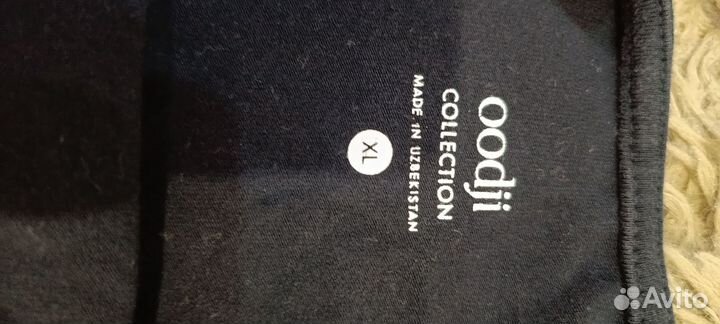 oodji
COLLECTION
MADE IN UZBEKISTAN
XL
Avito